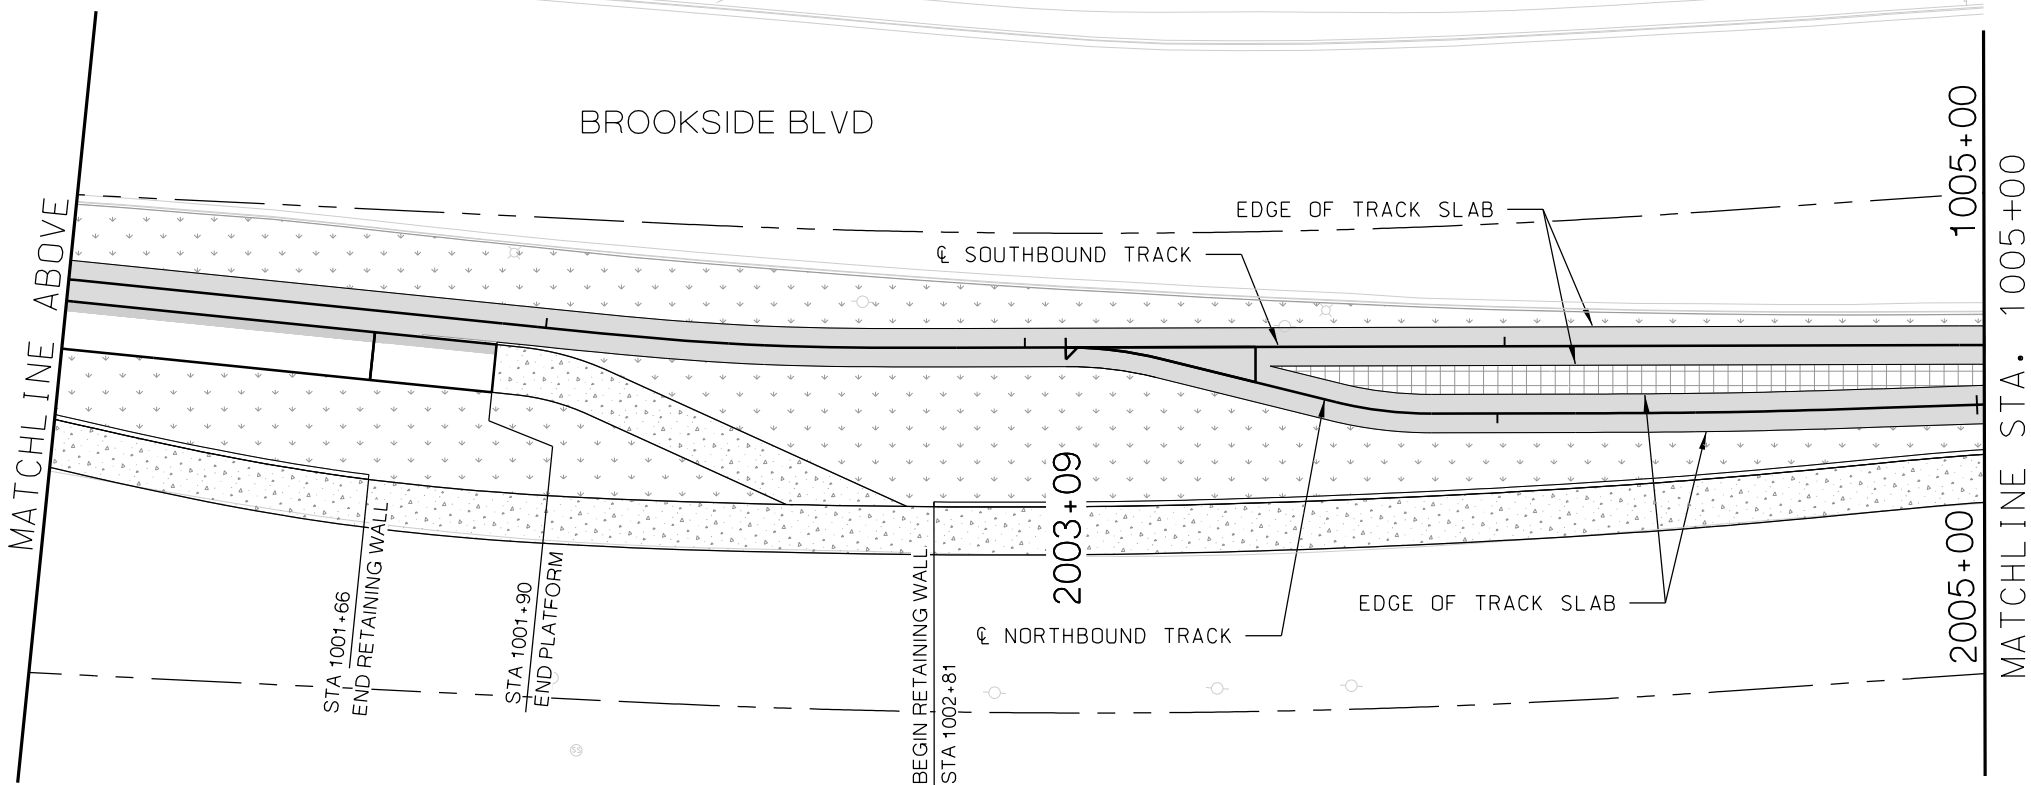 BROOKSIDE BLVD
EDGE OF TRACK SLAB
℄ SOUTHBOUND TRACK
MATCHLINE ABOVE
1005+00
MATCHLINE STA. 1005+00
2003+09
2005+00
STA 1001+66
END RETAINING WALL
STA 1001+90
END PLATFORM
BEGIN RETAINING WALL
STA 1002+81
EDGE OF TRACK SLAB
℄ NORTHBOUND TRACK
SS